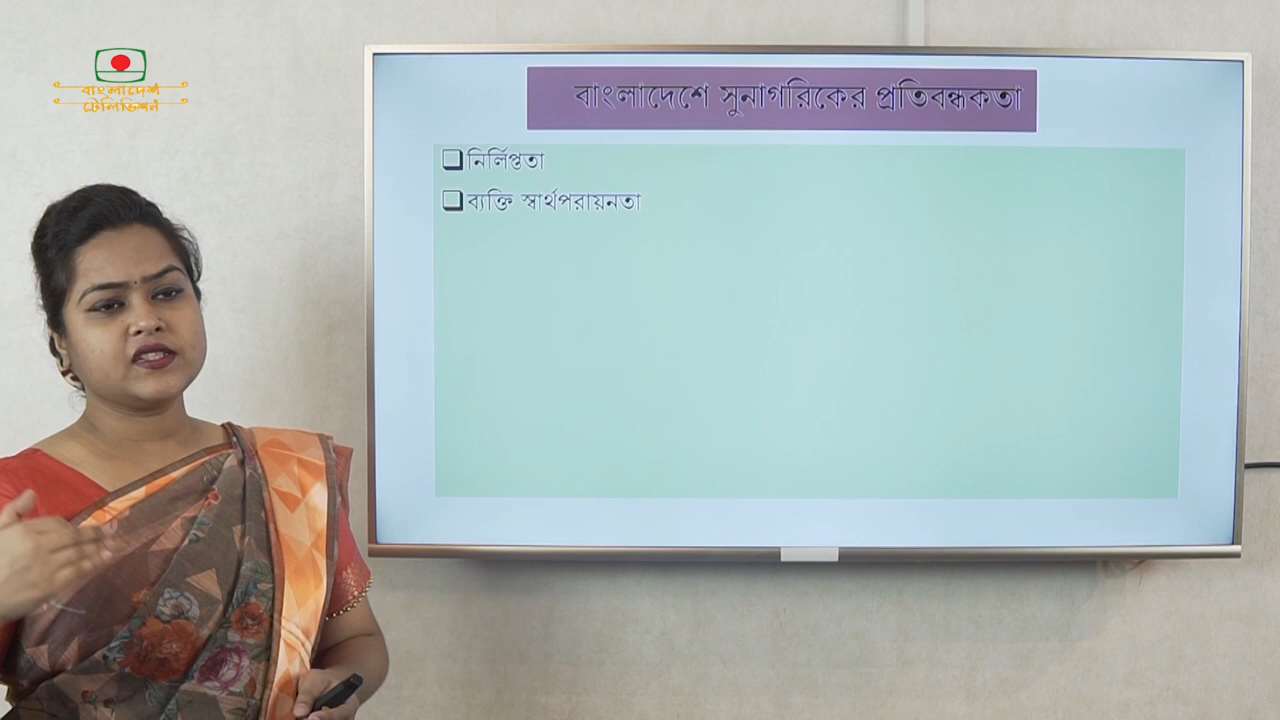 বাংলাদেশ
টেলিভিশন
বাংলাদেশে সুনাগরিকের প্রতিবন্ধকতা
নির্লিপ্ততা
ব্যক্তি স্বার্থপরায়নতা